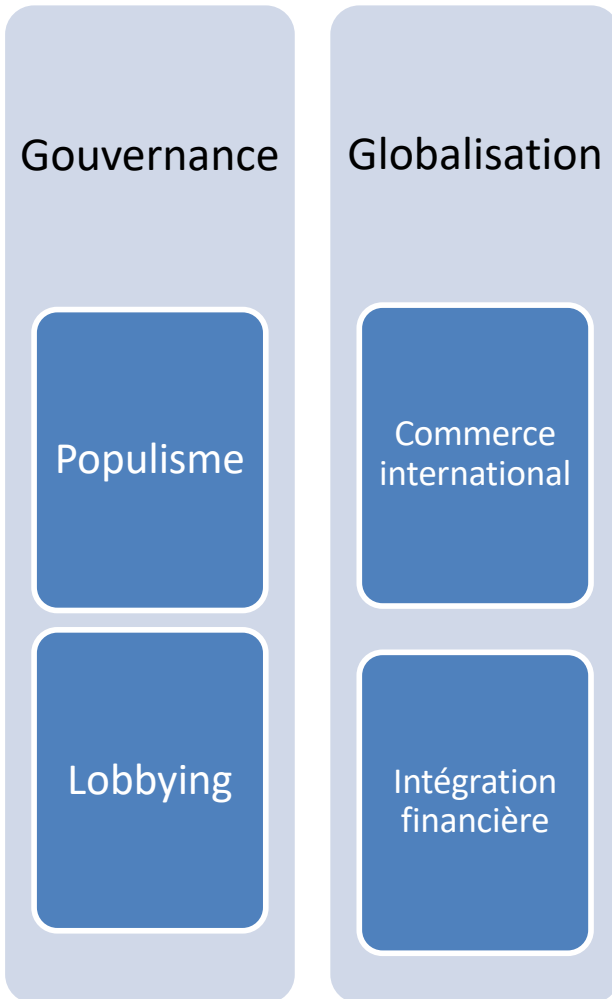 Gouvernance
Populisme
Lobbying
Globalisation
Commerce
international
Intégration
financière